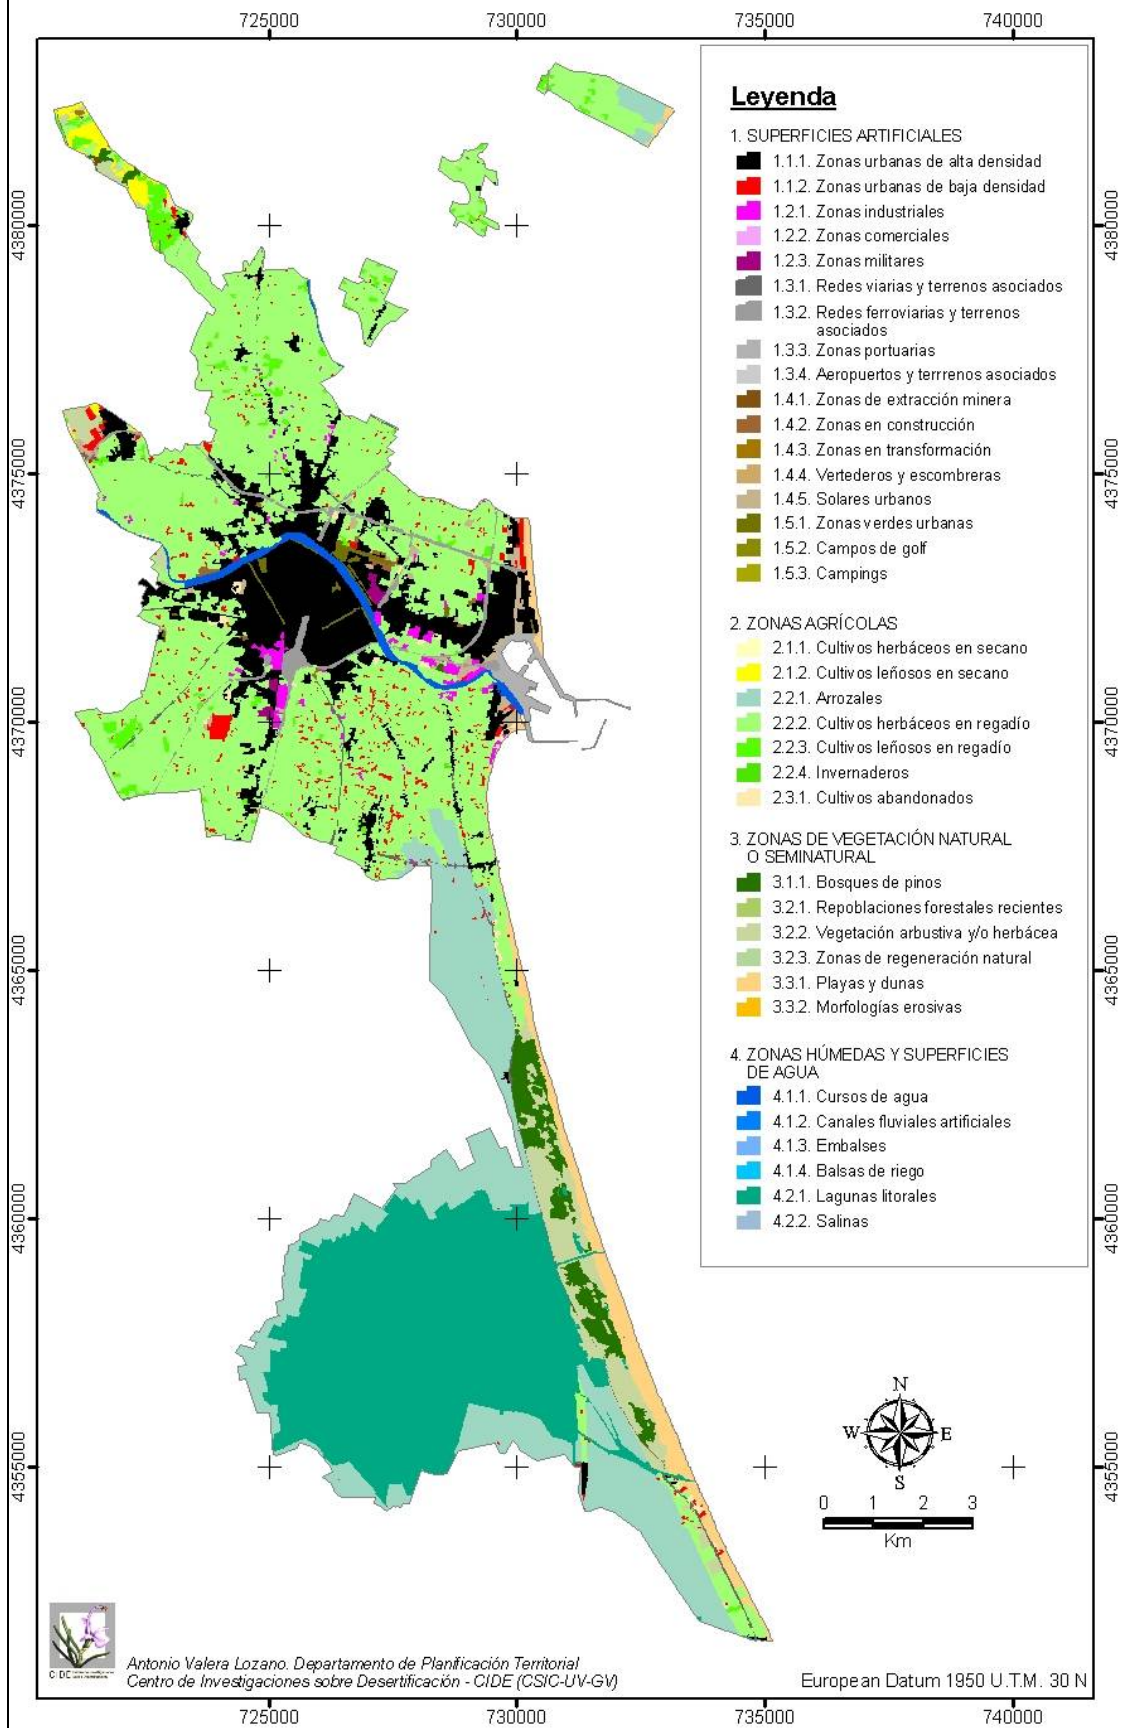 725000 730000 735000 740000
Leyenda
1. SUPERFICIES ARTIFICIALES
1.1.1. Zonas urbanas de alta densidad
1.1.2. Zonas urbanas de baja densidad
1.2.1. Zonas industriales
1.2.2. Zonas comerciales
1.2.3. Zonas militares
1.3.1. Redes viarias y terrenos asociados
1.3.2. Redes ferroviarias y terrenos
asociados
1.3.3. Zonas portuarias
1.3.4. Aeropuertos y terrrenos asociados
1.4.1. Zonas de extracción minera
1.4.2. Zonas en construcción
1.4.3. Zonas en transformación
1.4.4. Vertederos y escombreras
1.4.5. Solares urbanos
1.5.1. Zonas verdes urbanas
1.5.2. Campos de golf
1.5.3. Campings
2. ZONAS AGRÍCOLAS
2.1.1. Cultivos herbáceos en secano
2.1.2. Cultivos leñosos en secano
2.2.1. Arrozales
2.2.2. Cultivos herbáceos en regadío
2.2.3. Cultivos leñosos en regadío
2.2.4. Invernaderos
2.3.1. Cultivos abandonados
3. ZONAS DE VEGETACIÓN NATURAL
O SEMINATURAL
3.1.1. Bosques de pinos
3.2.1. Repoblaciones forestales recientes
3.2.2. Vegetación arbustiva y/o herbácea
3.2.3. Zonas de regeneración natural
3.3.1. Playas y dunas
3.3.2. Morfologías erosivas
4. ZONAS HÚMEDAS Y SUPERFICIES
DE AGUA
4.1.1. Cursos de agua
4.1.2. Canales fluviales artificiales
4.1.3. Embalses
4.1.4. Balsas de riego
4.2.1. Lagunas litorales
4.2.2. Salinas
4380000 4380000
4375000 4375000
4370000 4370000
4365000 4365000
4360000 4360000
4355000 4355000
N
W E
S
0 1 2 3
Km
CIDE
Antonio Valera Lozano. Departamento de Planificación Territorial
Centro de Investigaciones sobre Desertificación - CIDE (CSIC-UV-GV)
European Datum 1950 U.T.M. 30 N
725000 730000 735000 740000